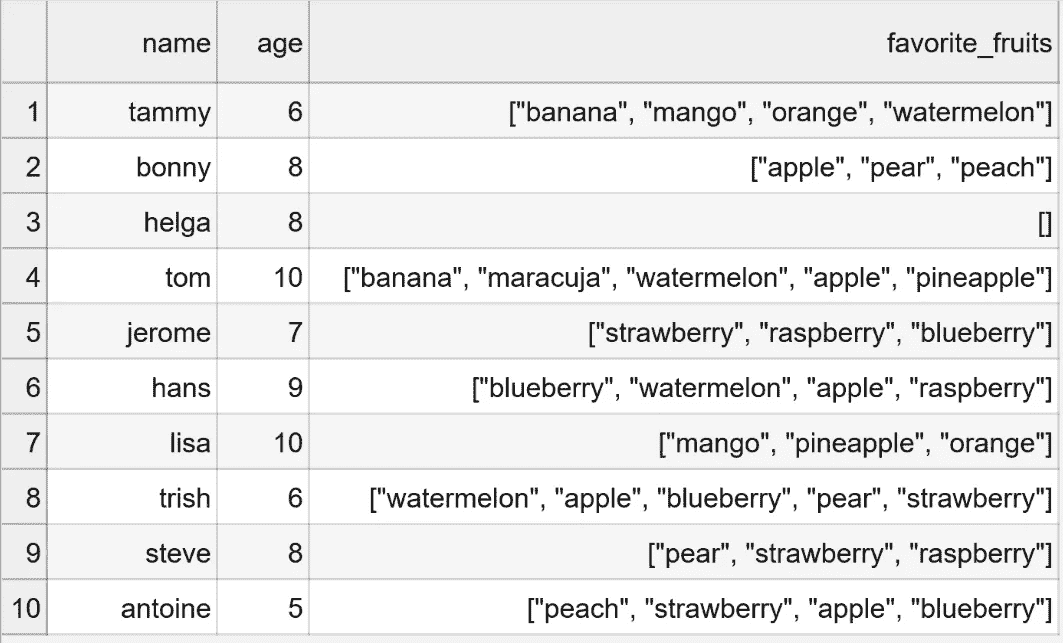 name age favorite_fruits
1 tammy 6 ["banana", "mango", "orange", "watermelon"]
2 bonny 8 ["apple", "pear", "peach"]
3 helga 8 []
4 tom 10 ["banana", "maracuja", "watermelon", "apple", "pineapple"]
5 jerome 7 ["strawberry", "raspberry", "blueberry"]
6 hans 9 ["blueberry", "watermelon", "apple", "raspberry"]
7 lisa 10 ["mango", "pineapple", "orange"]
8 trish 6 ["watermelon", "apple", "blueberry", "pear", "strawberry"]
9 steve 8 ["pear", "strawberry", "raspberry"]
10 antoine 5 ["peach", "strawberry", "apple", "blueberry"]